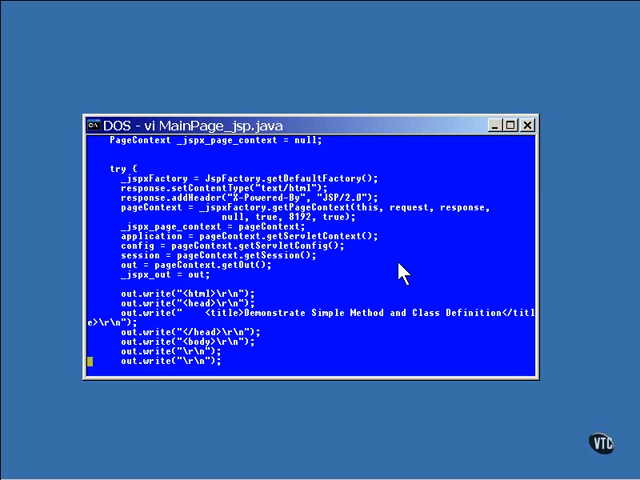 DOS - vi MainPage_jsp.java
PageContext _jspx_page_context = null;
try {
_jspxFactory = JspFactory.getDefaultFactory();
response.setContentType("text/html");
response.addHeader("X-Powered-By", "JSP/2.0");
pageContext = _jspxFactory.getPageContext(this, request, response,
null, true, 8192, true);
_jspx_page_context = pageContext;
application = pageContext.getServletContext();
config = pageContext.getServletConfig();
session = pageContext.getSession();
out = pageContext.getOut();
_jspx_out = out;
out.write("<html>\r\n");
out.write("<head>\r\n");
out.write("    <title>Demonstrate Simple Method and Class Definition</titl
e>\r\n");
out.write("</head>\r\n");
out.write("<body>\r\n");
out.write("\r\n");
out.write("\r\n");
VTC